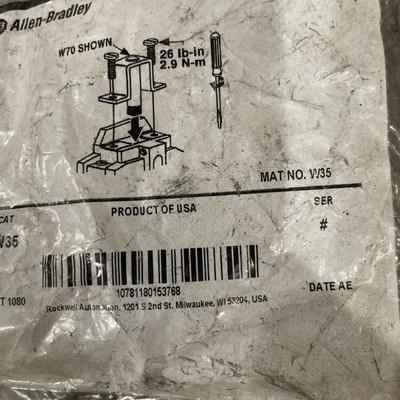 Allen-Bradley
W70 SHOWN
26 lb-in
2.9 N-m
MAT NO. W35
CAT
PRODUCT OF USA
SER
W35
#
10781180153768
T 1080
Rockwell Automation, 1201 S 2nd St, Milwaukee, WI 53204, USA
DATE AE